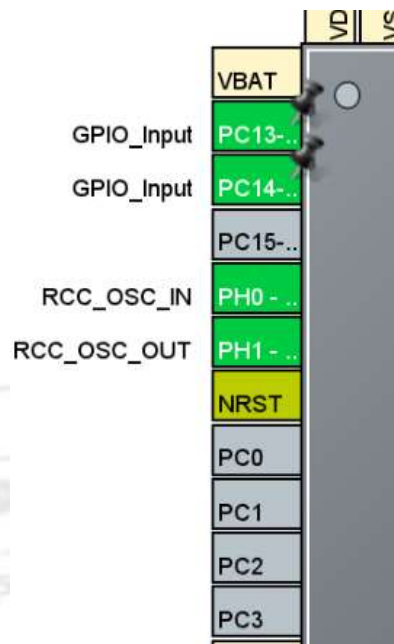 VD
VS
VBAT
GPIO_Input PC13-..
GPIO_Input PC14-..
PC15-..
RCC_OSC_IN PH0 - ..
RCC_OSC_OUT PH1 - ..
NRST
PC0
PC1
PC2
PC3